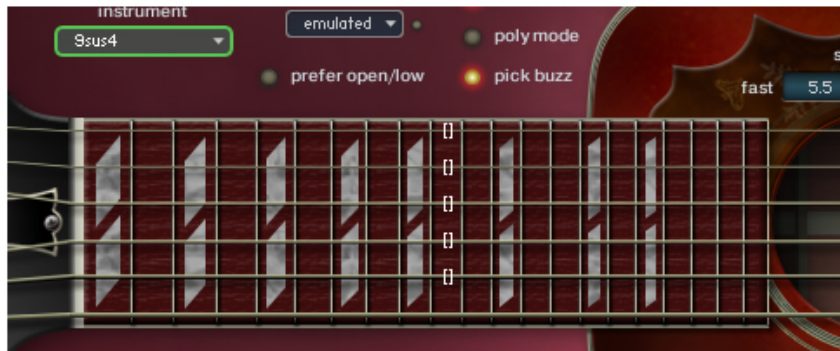 instrument
emulated
9sus4
poly mode
prefer open/low
pick buzz
s
fast
5.5
[]
[]
[]
[]
[]